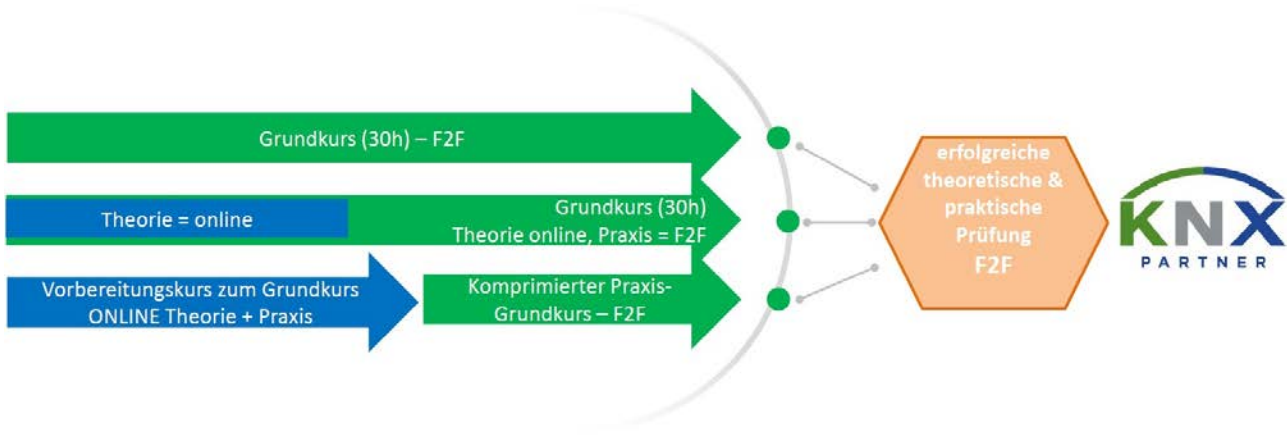 Grundkurs (30h) – F2F
Theorie = online
Grundkurs (30h)
Theorie online, Praxis = F2F
Vorbereitungskurs zum Grundkurs
ONLINE Theorie + Praxis
Komprimierter Praxis-
Grundkurs – F2F
erfolgreiche
theoretische &
praktische
Prüfung
F2F
KNX
PARTNER